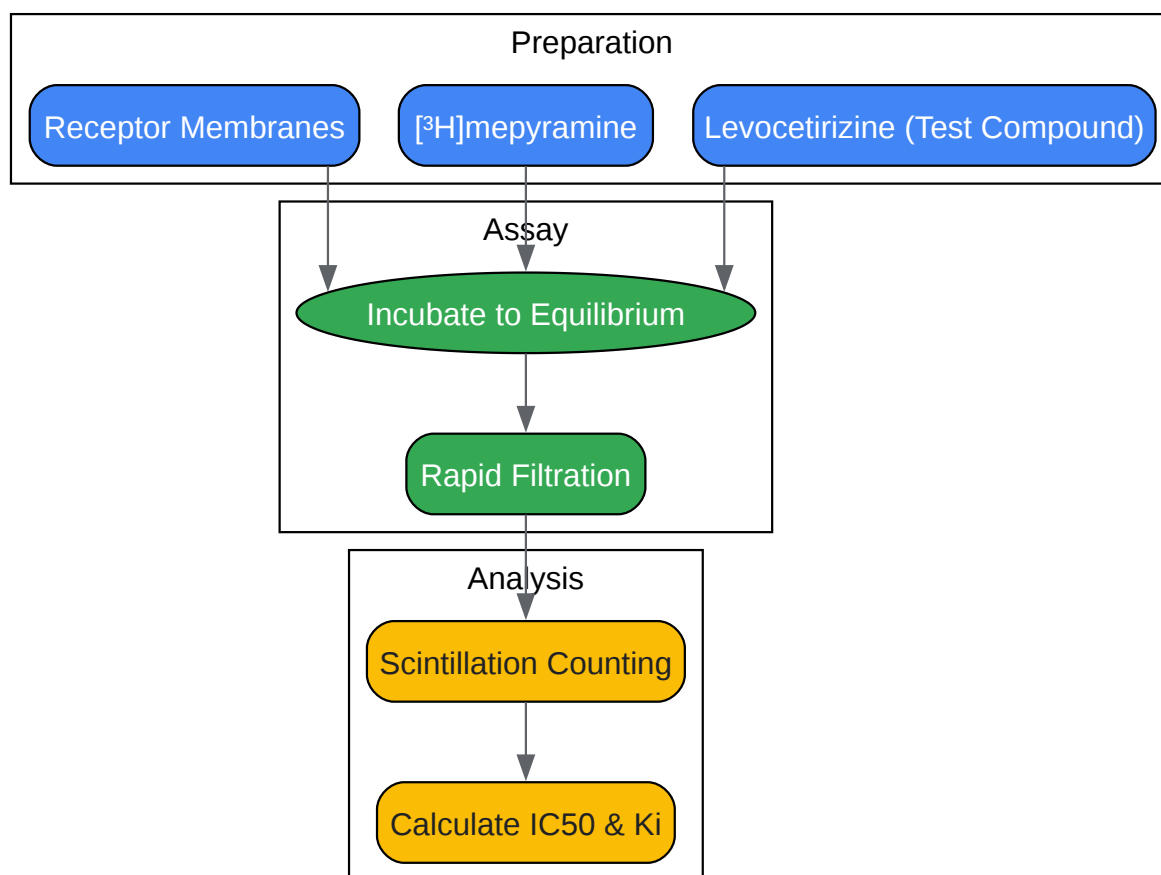 Preparation
Receptor Membranes
[³H]mepyramine
Levocetirizine (Test Compound)
Assay
Incubate to Equilibrium
Rapid Filtration
Analysis
Scintillation Counting
Calculate IC50 & Ki